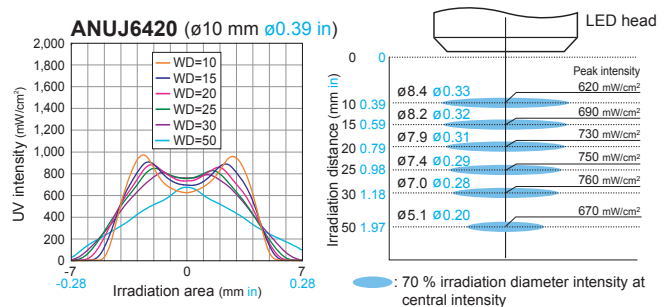 ANUJ6420 (ø10 mm ø0.39 in)
UV intensity (mW/cm²)
2,000
1,800
1,600
1,400
1,200
1,000
800
600
400
200
0
WD=10
WD=15
WD=20
WD=25
WD=30
WD=50
-7 0 7
-0.28 0.28
Irradiation area (mm in)
LED head
Irradiation distance (mm in)
0 0
Peak intensity
ø8.4 ø0.33 620 mW/cm²
10 0.39
ø8.2 ø0.32 690 mW/cm²
15 0.59
ø7.9 ø0.31 730 mW/cm²
20 0.79
ø7.4 ø0.29 750 mW/cm²
25 0.98
ø7.0 ø0.28 760 mW/cm²
30 1.18
ø5.1 ø0.20 670 mW/cm²
50 1.97
: 70 % irradiation diameter intensity at
central intensity